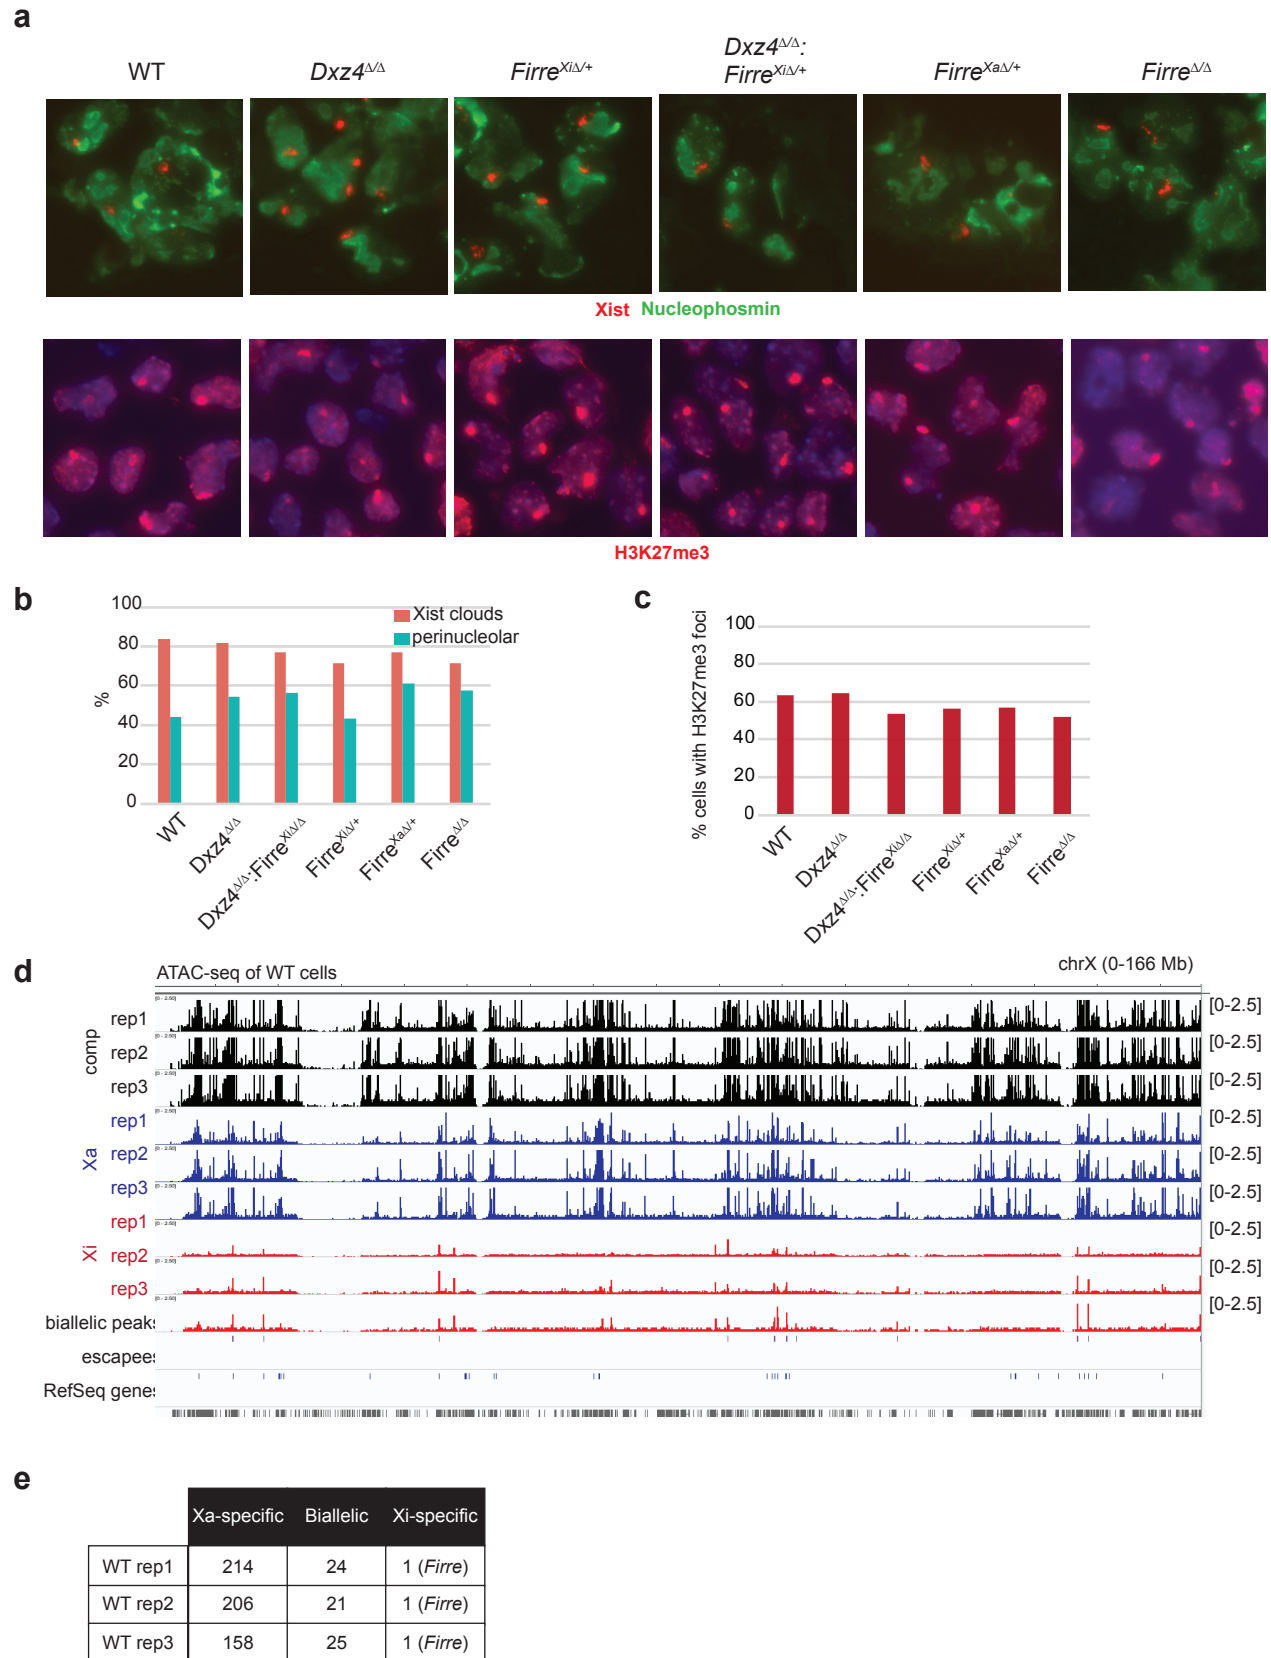 a
WT
Dxz4Δ/Δ
FirreXiΔ/+
Dxz4Δ/Δ:
FirreXiΔ/+
FirreXaΔ/+
FirreΔ/Δ
Xist Nucleophosmin
H3K27me3
b
100
80
60
40
20
0
%
Xist clouds
perinucleolar
WT
Dxz4Δ/Δ
Dxz4Δ/Δ:FirreXiΔ/Δ
FirreXiΔ/+
FirreXaΔ/+
FirreΔ/Δ
c
% cells with H3K27me3 foci
100
80
60
40
20
0
WT
Dxz4Δ/Δ
Dxz4Δ/Δ:FirreXiΔ/Δ
FirreXiΔ/+
FirreXaΔ/+
FirreΔ/Δ
d
ATAC-seq of WT cells
chrX (0-166 Mb)
comp
rep1
[0-2.5]
rep2
[0-2.5]
rep3
[0-2.5]
Xa
rep1
[0-2.5]
rep2
[0-2.5]
rep3
[0-2.5]
Xi
rep1
[0-2.5]
rep2
[0-2.5]
rep3
[0-2.5]
biallelic peaks
escapees
RefSeq genes
e
Xa-specific Biallelic Xi-specific
WT rep1 214 24 1 (Firre)
WT rep2 206 21 1 (Firre)
WT rep3 158 25 1 (Firre)